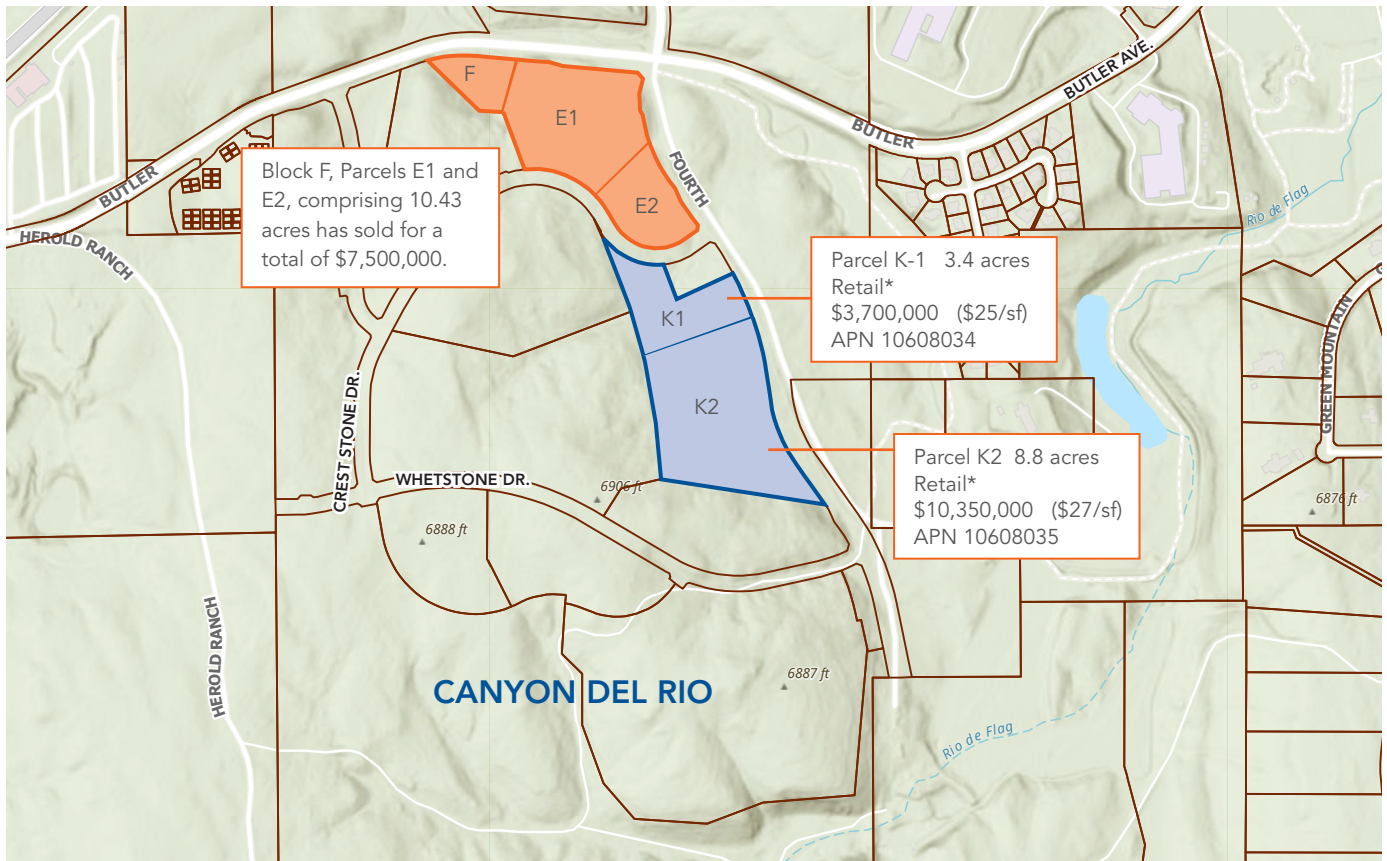 F
E1
E2
BUTLER AVE.
BUTLER
FOURTH
Block F, Parcels E1 and
E2, comprising 10.43
acres has sold for a
total of $7,500,000.
BUTLER
HEROLD RANCH
Rio de Flag
Parcel K-1 3.4 acres
Retail*
$3,700,000 ($25/sf)
APN 10608034
K1
K2
GREEN MOUNTAIN
CREST STONE DR.
WHETSTONE DR.
6906 ft
6888 ft
Parcel K2 8.8 acres
Retail*
$10,350,000 ($27/sf)
APN 10608035
6876 ft
HEROLD RANCH
CANYON DEL RIO
6887 ft
Rio de Flag